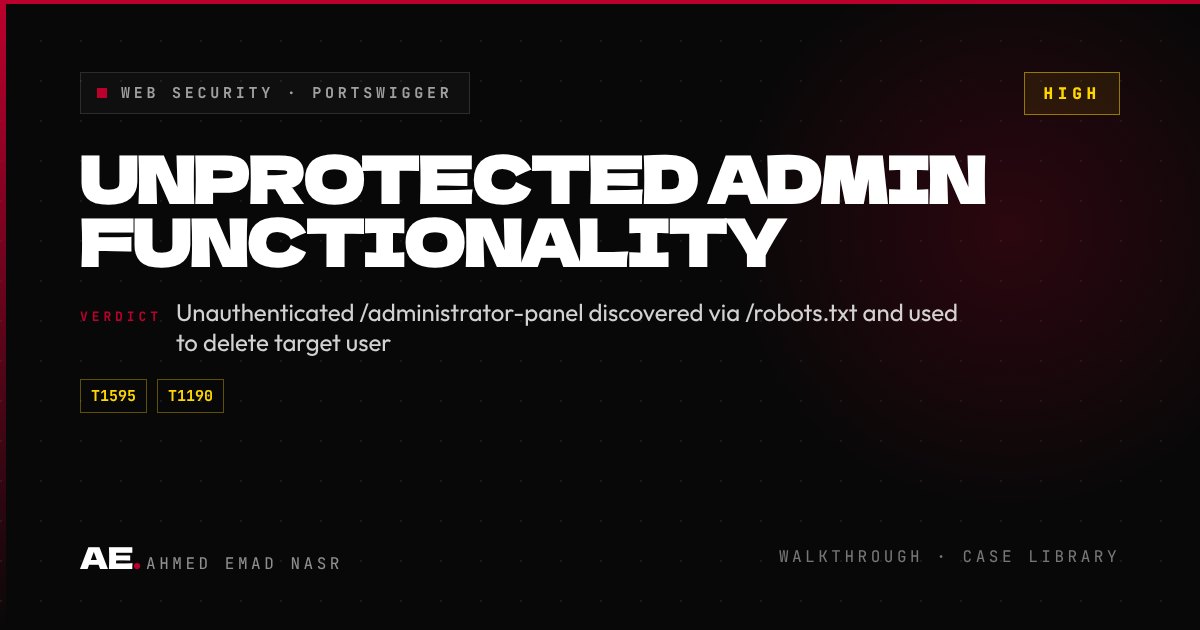 WEB SECURITY · PORTSWIGGER
HIGH
UNPROTECTED ADMIN
FUNCTIONALITY
VERDICT Unauthenticated /administrator-panel discovered via /robots.txt and used
to delete target user
T1595 T1190
AE. AHMED EMAD NASR
WALKTHROUGH · CASE LIBRARY